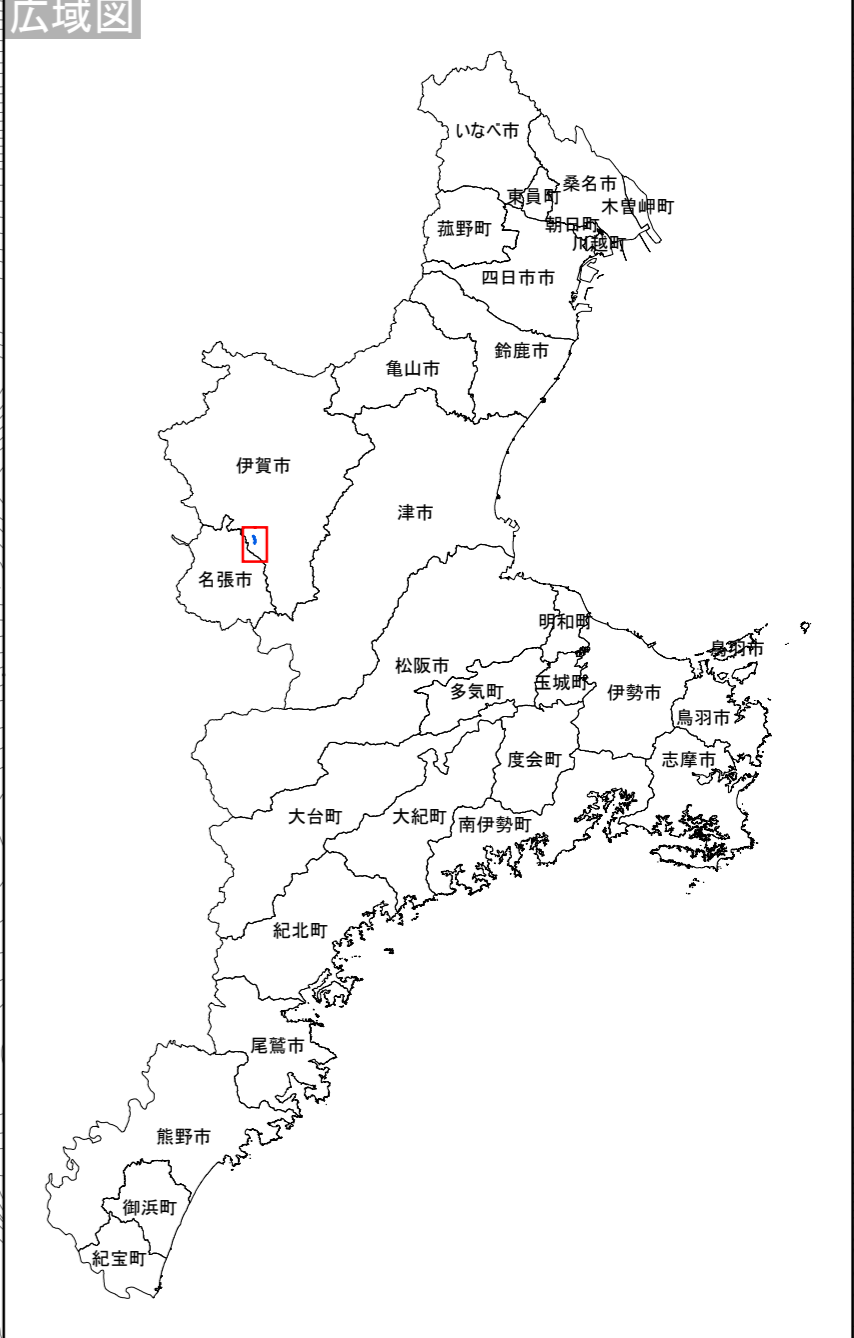 広域図
いなべ市
東員町
桑名市
木曽岬町
菰野町
朝日町
川越町
四日市市
鈴鹿市
亀山市
伊賀市
津市
名張市
明和町
鳥羽市
松阪市
多気町
玉城町
伊勢市
鳥羽市
度会町
志摩市
大台町
大紀町
南伊勢町
紀北町
尾鷲市
熊野市
御浜町
紀宝町